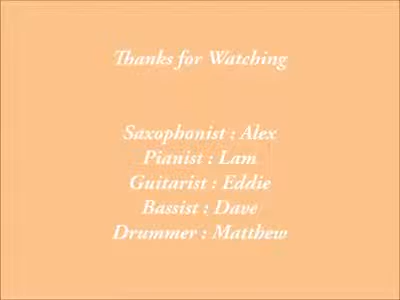 Thanks for Watching
Saxophonist : Alex
Pianist : Lam
Guitarist : Eddie
Bassist : Dave
Drummer : Matthew